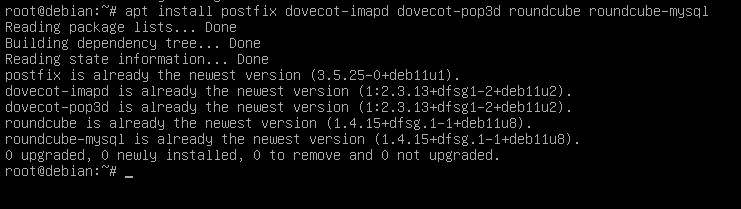 root@debian:~# apt install postfix dovecot-imapd dovecot-pop3d roundcube roundcube-mysql
Reading package lists... Done
Building dependency tree... Done
Reading state information... Done
postfix is already the newest version (3.5.25-0+deb11u1).
dovecot-imapd is already the newest version (1:2.3.13+dfsg1-2+deb11u2).
dovecot-pop3d is already the newest version (1:2.3.13+dfsg1-2+deb11u2).
roundcube is already the newest version (1.4.15+dfsg.1-1+deb11u8).
roundcube-mysql is already the newest version (1.4.15+dfsg.1-1+deb11u8).
0 upgraded, 0 newly installed, 0 to remove and 0 not upgraded.
root@debian:~# _